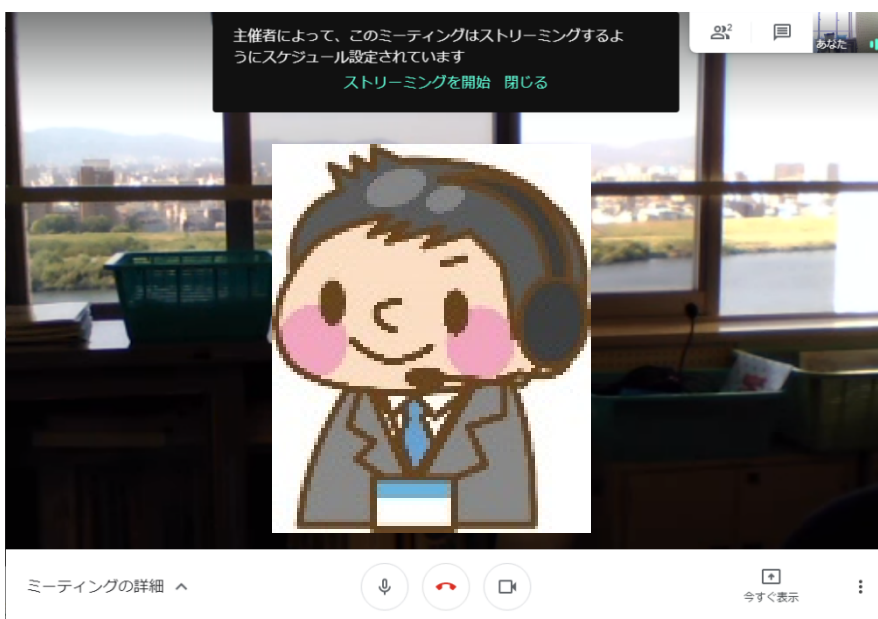 主催者によって、このミーティングはストリーミングするよ
うにスケジュール設定されています
ストリーミングを開始 閉じる
2
あなた
ミーティングの詳細
今すぐ表示